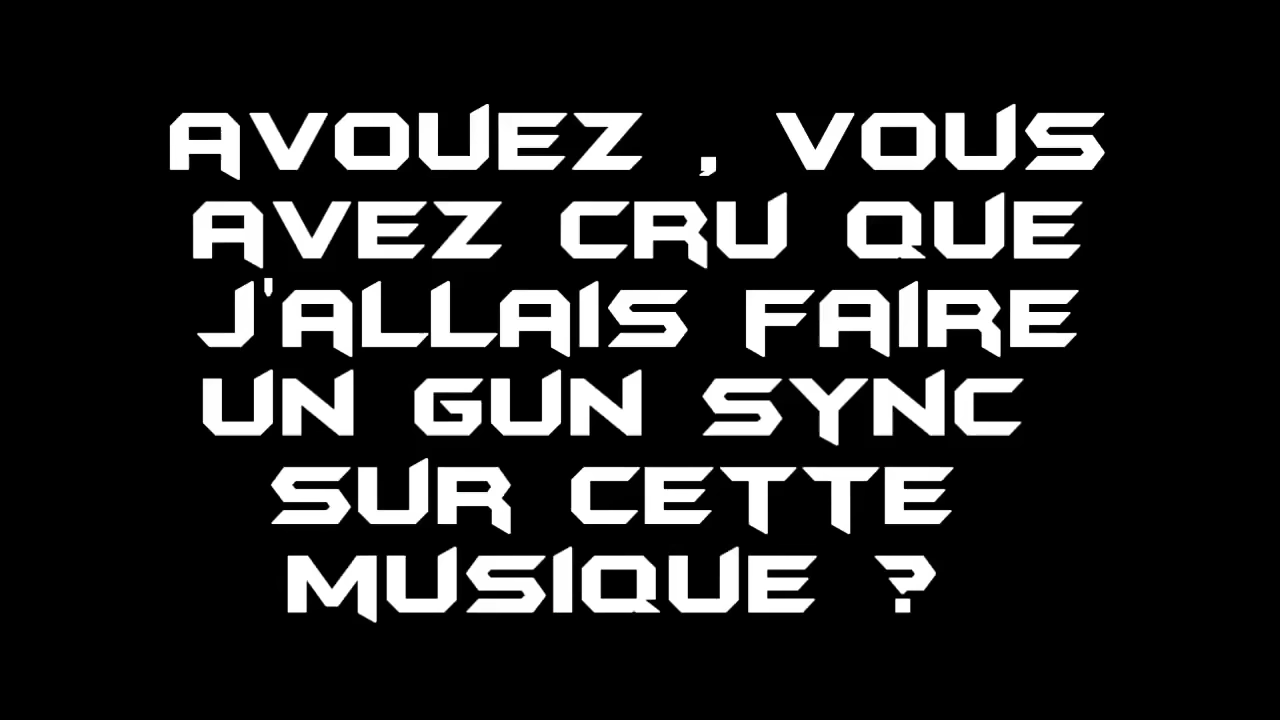 AVOUEZ , VOUS
AVEZ CRU QUE
J'ALLAIS FAIRE
UN GUN SYNC
SUR CETTE
MUSIQUE ?